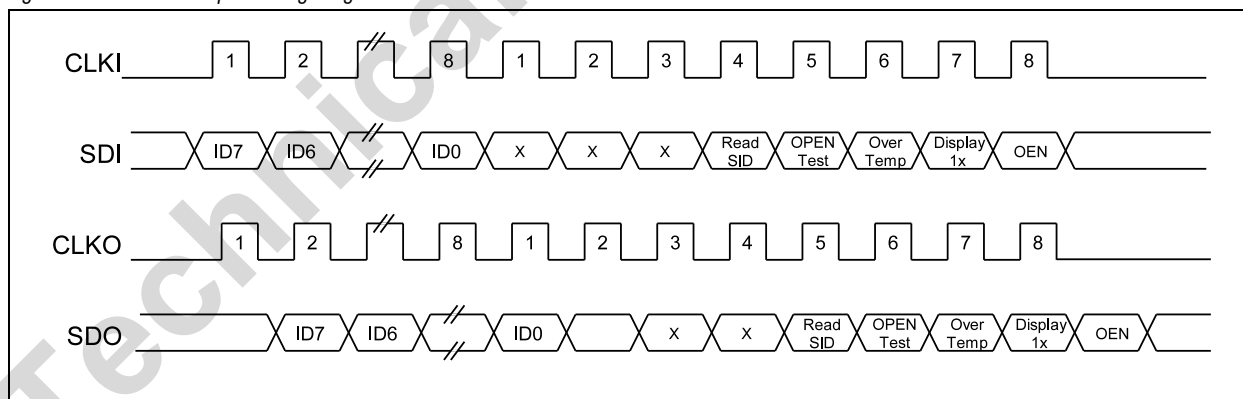 CLKI 1 2 8 1 2 3 4 5 6 7 8
SDI ID7 ID6 ID0 X X X Read SID OPEN Test Over Temp Display 1x OEN
CLKO 1 2 8 1 2 3 4 5 6 7 8
SDO ID7 ID6 ID0 X X Read SID OPEN Test Over Temp Display 1x OEN
Technica